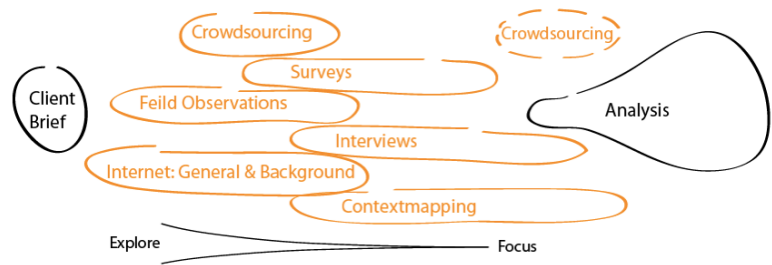 Crowdsourcing
Crowdsourcing
Surveys
Client
Brief
Feild Observations
Analysis
Interviews
Internet: General & Background
Contextmapping
Explore
Focus